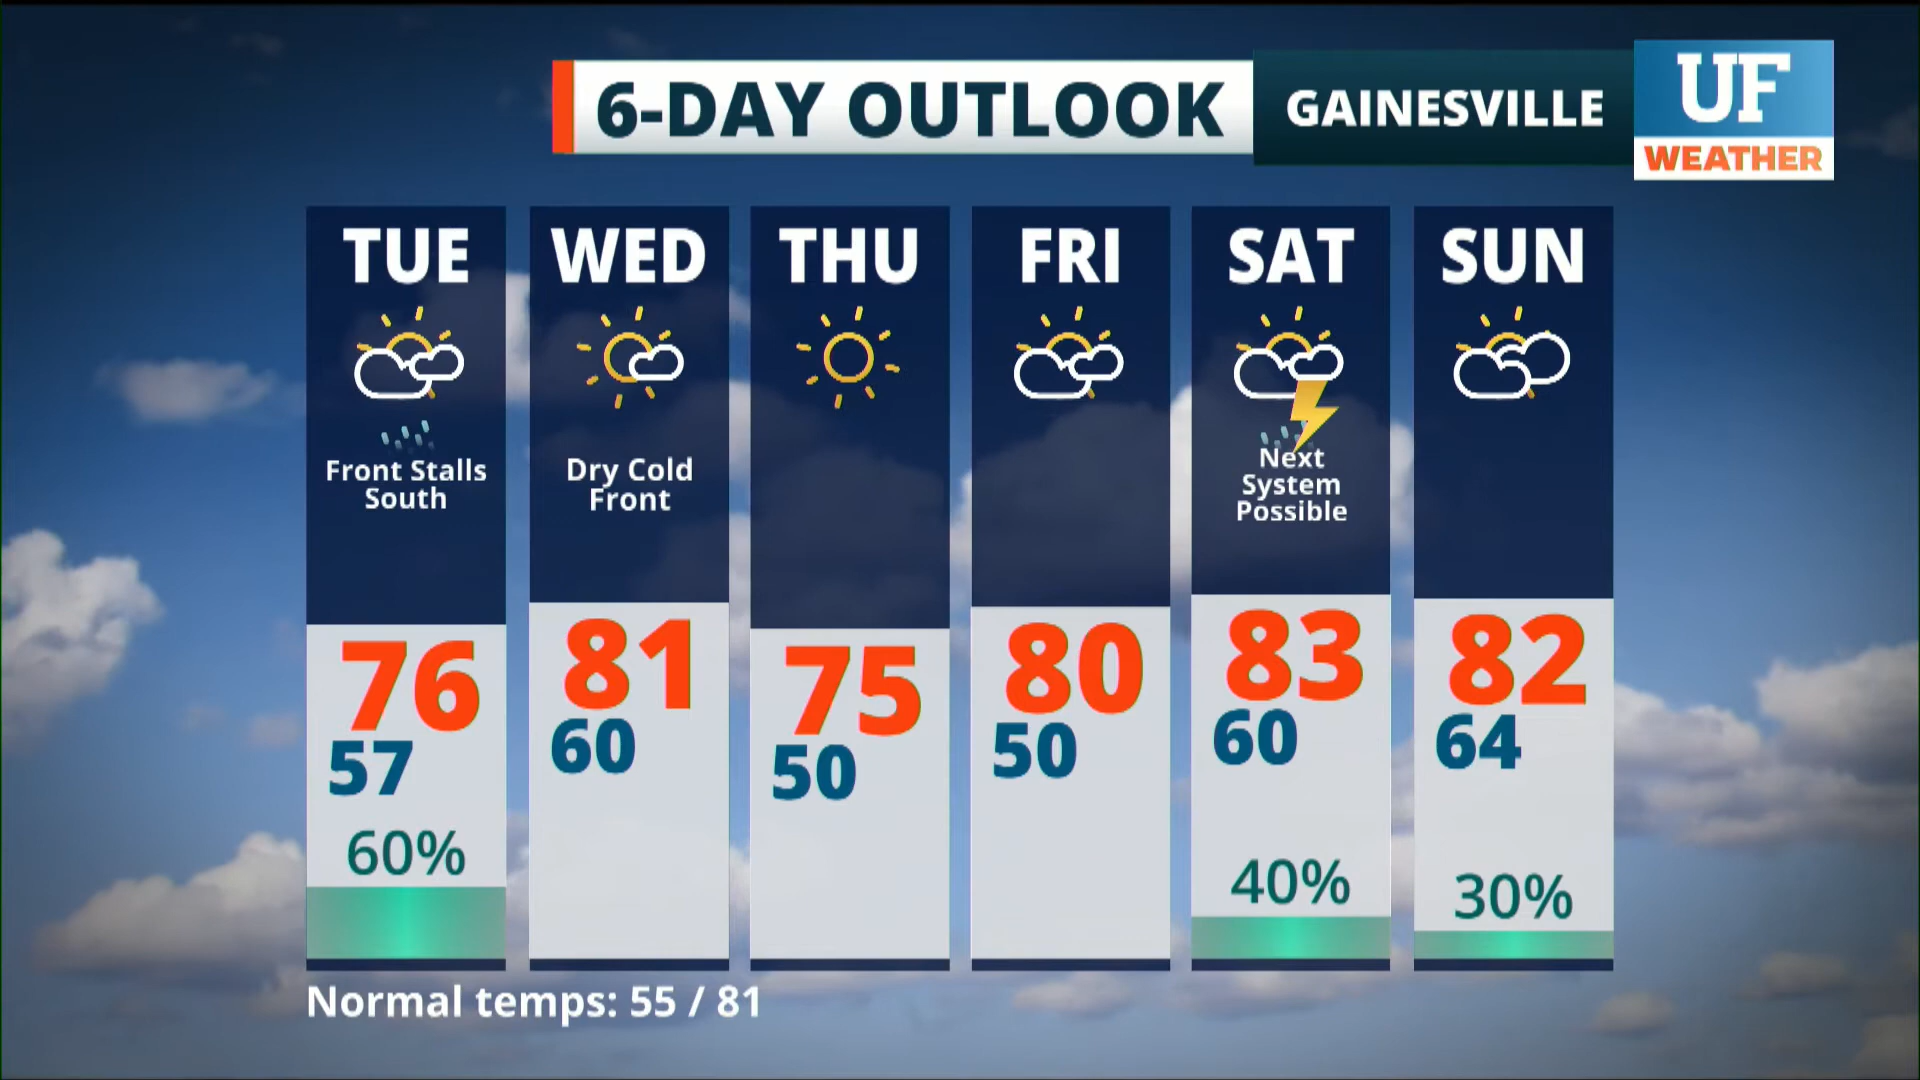 6-DAY OUTLOOK GAINESVILLE UF
WEATHER
TUE WED THU FRI SAT SUN
Front Stalls
South
Dry Cold
Front
Next
System
Possible
76 81 75 80 83 82
57 60 50 50 60 64
60% 40% 30%
Normal temps: 55 / 81